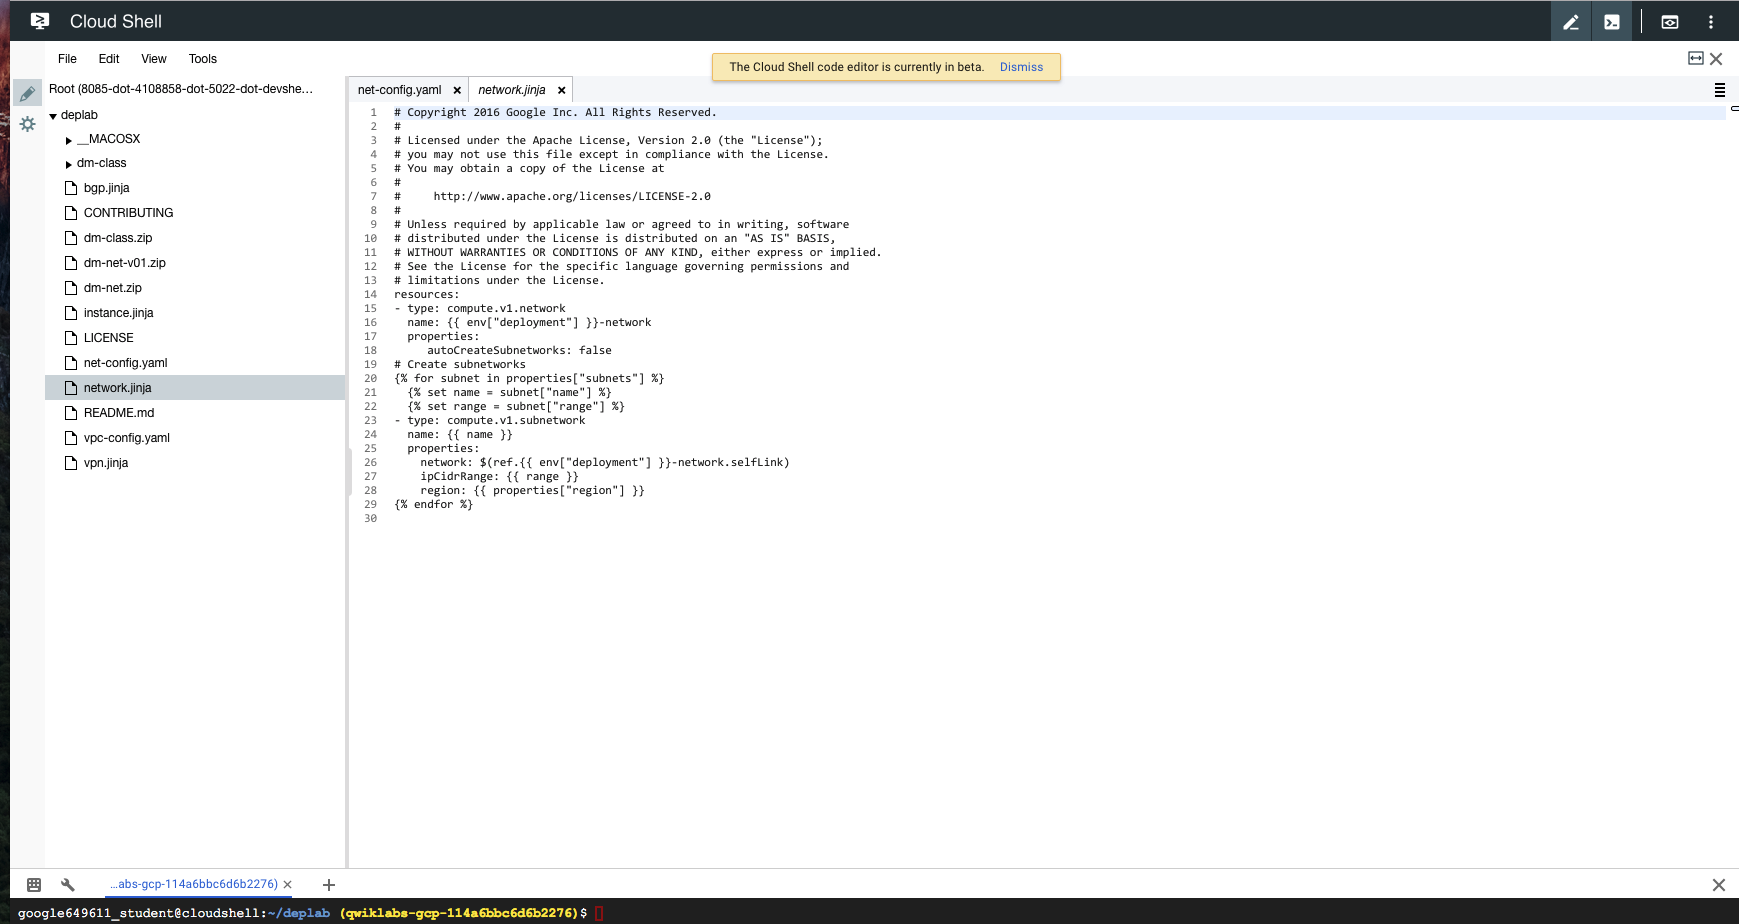 Cloud Shell
File Edit View Tools
The Cloud Shell code editor is currently in beta. Dismiss
Root (8085-dot-4108858-dot-5022-dot-devshe...
deplab
__MACOSX
dm-class
bgp.jinja
CONTRIBUTING
dm-class.zip
dm-net-v01.zip
dm-net.zip
instance.jinja
LICENSE
net-config.yaml
network.jinja
README.md
vpc-config.yaml
vpn.jinja
net-config.yaml × network.jinja ×
1 # Copyright 2016 Google Inc. All Rights Reserved.
2 #
3 # Licensed under the Apache License, Version 2.0 (the "License");
4 # you may not use this file except in compliance with the License.
5 # You may obtain a copy of the License at
6 #
7 #     http://www.apache.org/licenses/LICENSE-2.0
8 #
9 # Unless required by applicable law or agreed to in writing, software
10 # distributed under the License is distributed on an "AS IS" BASIS,
11 # WITHOUT WARRANTIES OR CONDITIONS OF ANY KIND, either express or implied.
12 # See the License for the specific language governing permissions and
13 # limitations under the License.
14 resources:
15 - type: compute.v1.network
16   name: {{ env["deployment"] }}-network
17   properties:
18      autoCreateSubnetworks: false
19 # Create subnetworks
20 {% for subnet in properties["subnets"] %}
21   {% set name = subnet["name"] %}
22   {% set range = subnet["range"] %}
23 - type: compute.v1.subnetwork
24   name: {{ name }}
25   properties:
26     network: $(ref.{{ env["deployment"] }}-network.selfLink)
27     ipCidrRange: {{ range }}
28     region: {{ properties["region"] }}
29 {% endfor %}
30
...abs-gcp-114a6bbc6d6b2276) × +
google649611_student@cloudshell:~/deplab (qwiklabs-gcp-114a6bbc6d6b2276)$